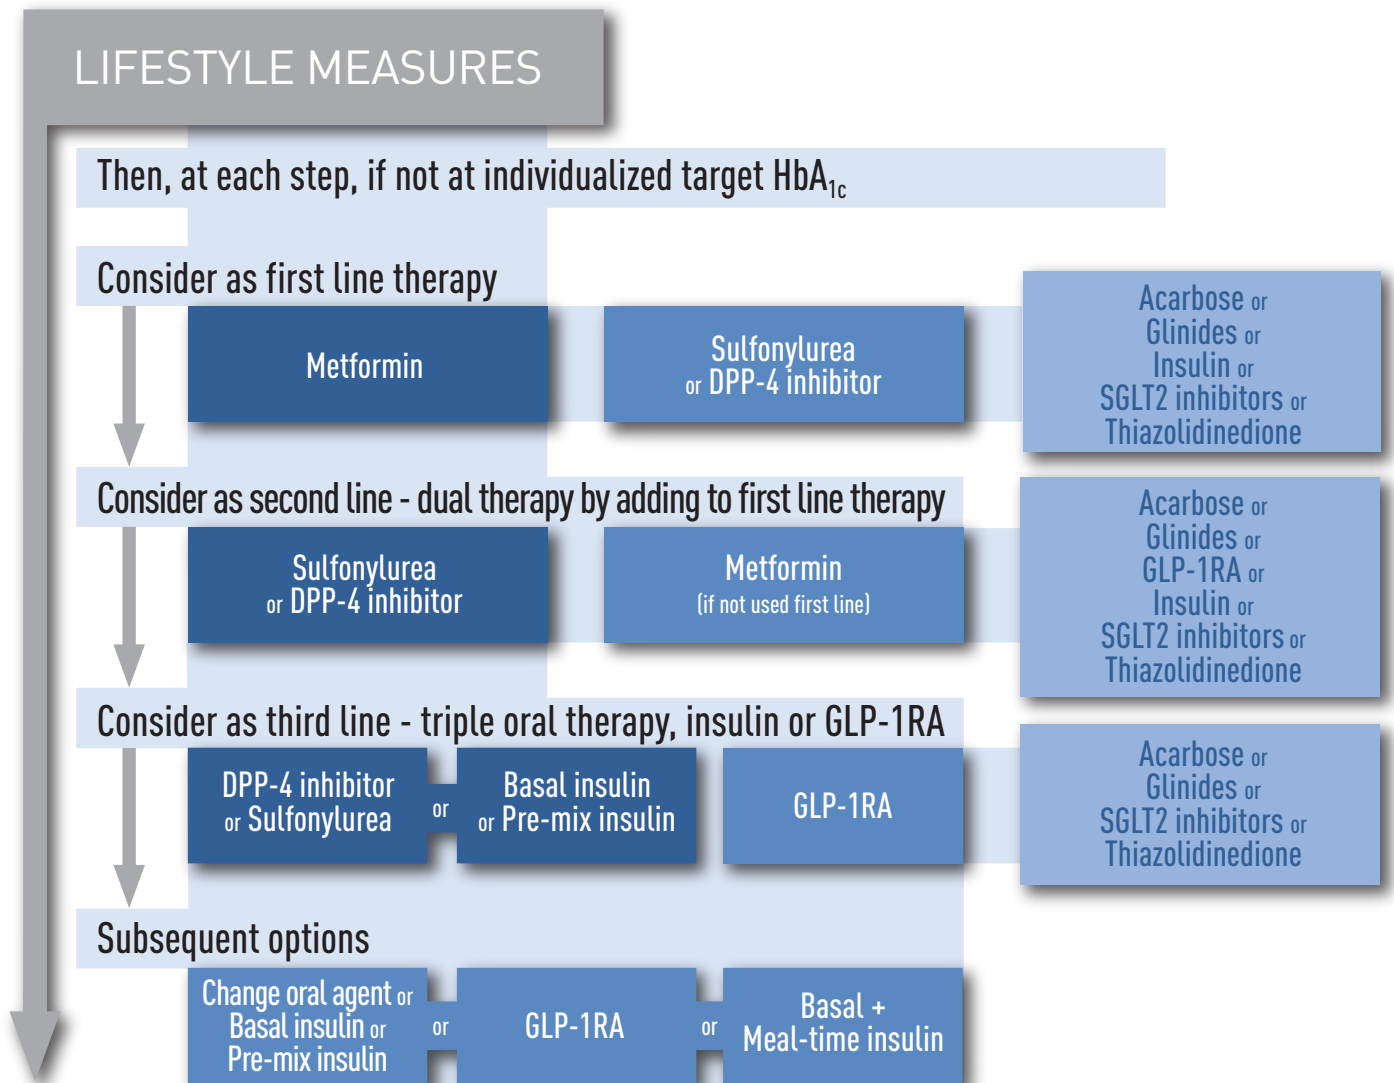 LIFESTYLE MEASURES
Then, at each step, if not at individualized target HbA1c
Consider as first line therapy
Metformin
Sulfonylurea
or DPP-4 inhibitor
Acarbose or
Glinides or
Insulin or
SGLT2 inhibitors or
Thiazolidinedione
Consider as second line - dual therapy by adding to first line therapy
Sulfonylurea
or DPP-4 inhibitor
Metformin
(if not used first line)
Acarbose or
Glinides or
GLP-1RA or
Insulin or
SGLT2 inhibitors or
Thiazolidinedione
Consider as third line - triple oral therapy, insulin or GLP-1RA
DPP-4 inhibitor
or Sulfonylurea
or
Basal insulin
or Pre-mix insulin
GLP-1RA
Acarbose or
Glinides or
SGLT2 inhibitors or
Thiazolidinedione
Subsequent options
Change oral agent or
Basal insulin or
Pre-mix insulin
or
GLP-1RA
or
Basal +
Meal-time insulin